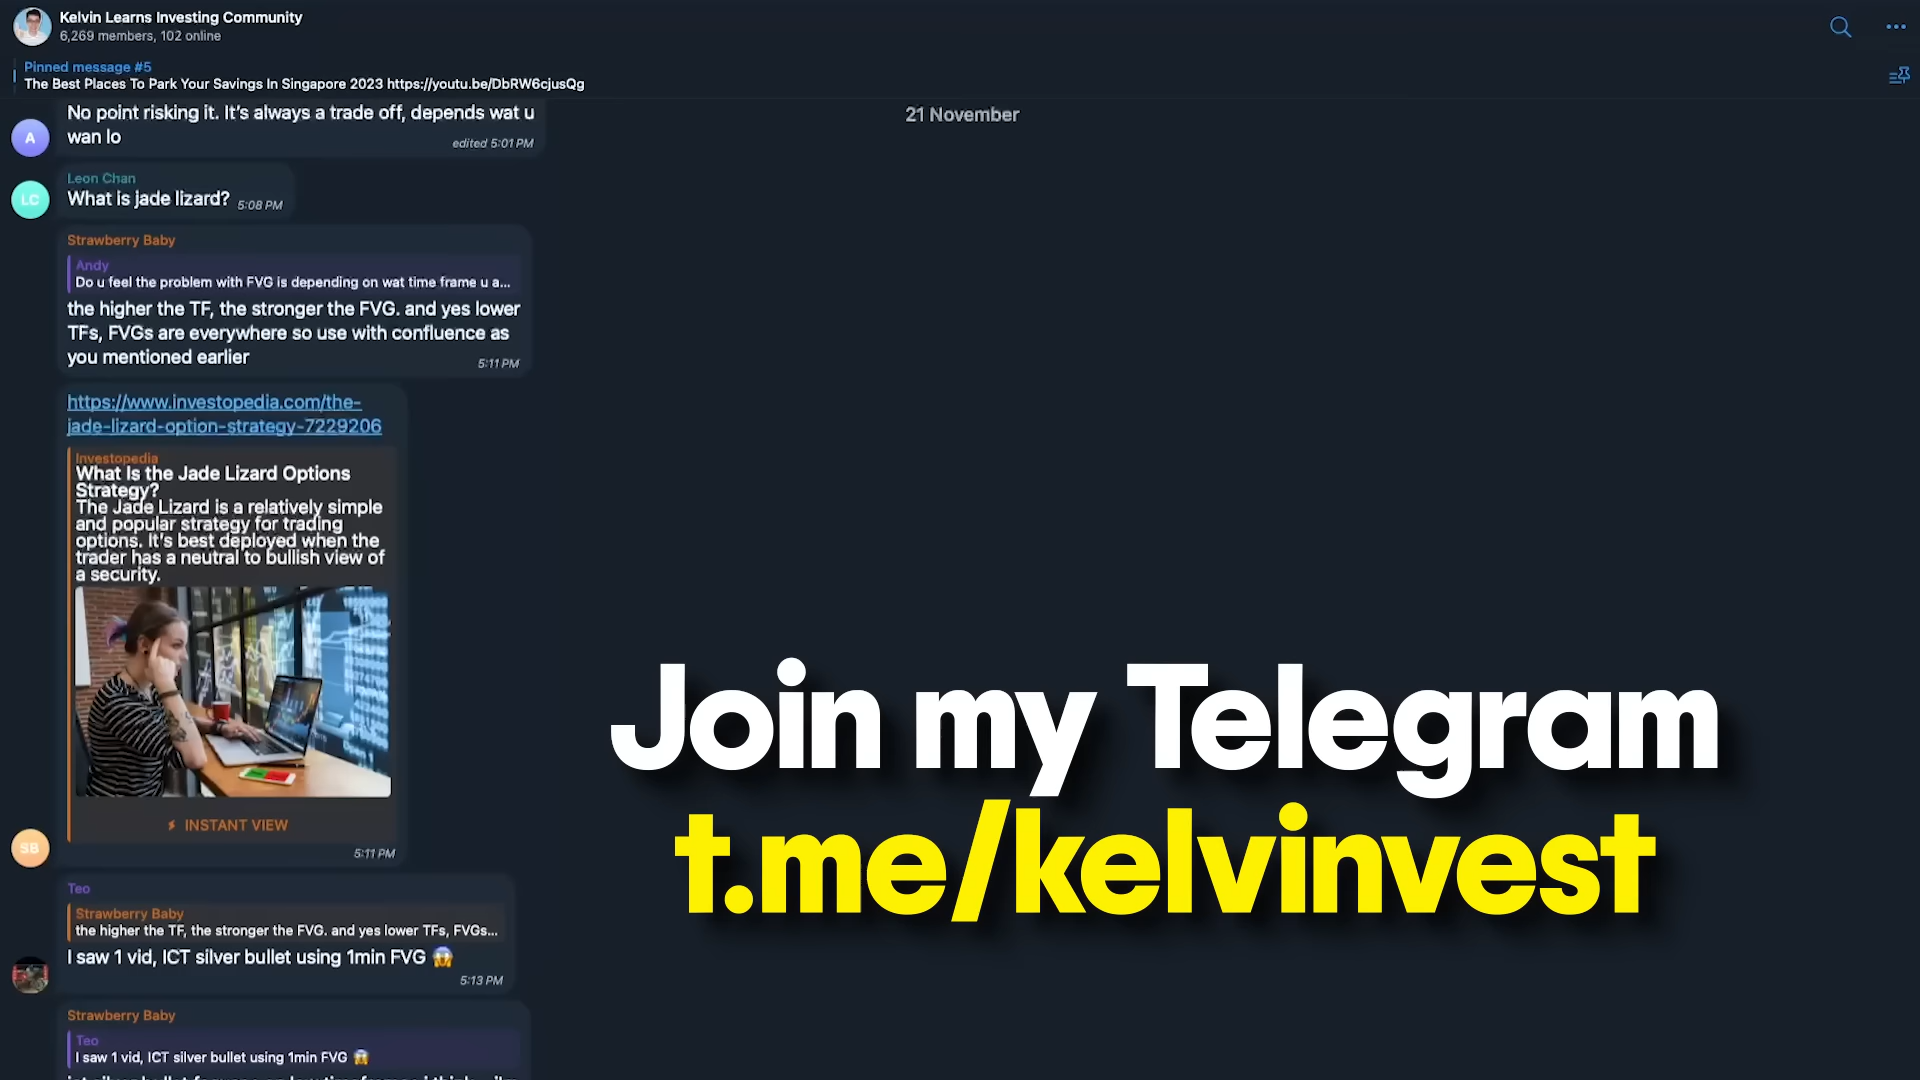 Kelvin Learns Investing Community
6,269 members, 102 online
Pinned message #5
The Best Places To Park Your Savings In Singapore 2023 https://youtu.be/DbRW6cjusQg
21 November
No point risking it. It's always a trade off, depends wat u
wan lo
edited 5:01 PM
A
Leon Chan
LC
What is jade lizard? 5:08 PM
Strawberry Baby
Andy
Do u feel the problem with FVG is depending on wat time frame u a...
the higher the TF, the stronger the FVG. and yes lower
TFs, FVGs are everywhere so use with confluence as
you mentioned earlier
5:11 PM
https://www.investopedia.com/the-
jade-lizard-option-strategy-7229206
Investopedia
What Is the Jade Lizard Options
Strategy?
The Jade Lizard is a relatively simple
and popular strategy for trading
options. It's best deployed when the
trader has a neutral to bullish view of
a security.
INSTANT VIEW
SB
5:11 PM
Teo
Strawberry Baby
the higher the TF, the stronger the FVG. and yes lower TFs, FVGs...
I saw 1 vid, ICT silver bullet using 1min FVG 😱
5:13 PM
Strawberry Baby
Teo
I saw 1 vid, ICT silver bullet using 1min FVG 😱
Join my Telegram
t.me/kelvinvest